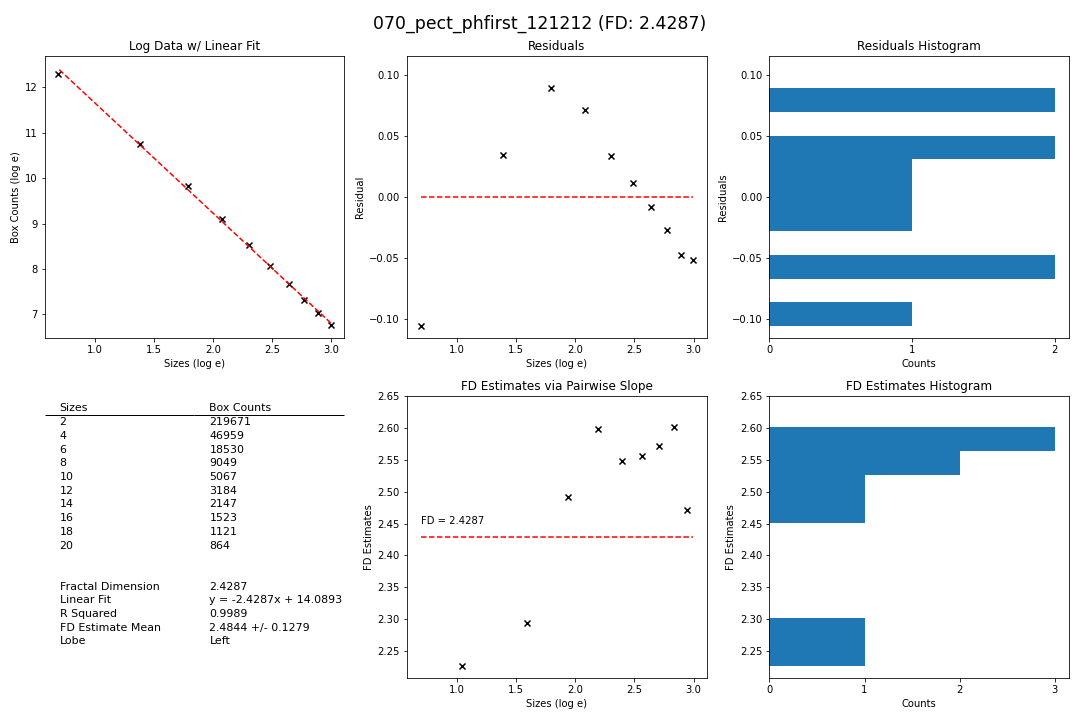 070_pect_phfirst_121212 (FD: 2.4287)
Log Data w/ Linear Fit
12
11
10
9
8
7
Box Counts (log e)
1.0 1.5 2.0 2.5 3.0
Sizes (log e)
Residuals
0.10
0.05
0.00
−0.05
−0.10
Residual
1.0 1.5 2.0 2.5 3.0
Sizes (log e)
Residuals Histogram
0.10
0.05
0.00
−0.05
−0.10
Residuals
0 1 2
Counts
Sizes Box Counts
2 219671
4 46959
6 18530
8 9049
10 5067
12 3184
14 2147
16 1523
18 1121
20 864
Fractal Dimension 2.4287
Linear Fit y = -2.4287x + 14.0893
R Squared 0.9989
FD Estimate Mean 2.4844 +/- 0.1279
Lobe Left
FD Estimates via Pairwise Slope
2.65
2.60
2.55
2.50
2.45
2.40
2.35
2.30
2.25
FD Estimates
FD = 2.4287
1.0 1.5 2.0 2.5 3.0
Sizes (log e)
FD Estimates Histogram
2.65
2.60
2.55
2.50
2.45
2.40
2.35
2.30
2.25
FD Estimates
0 1 2 3
Counts